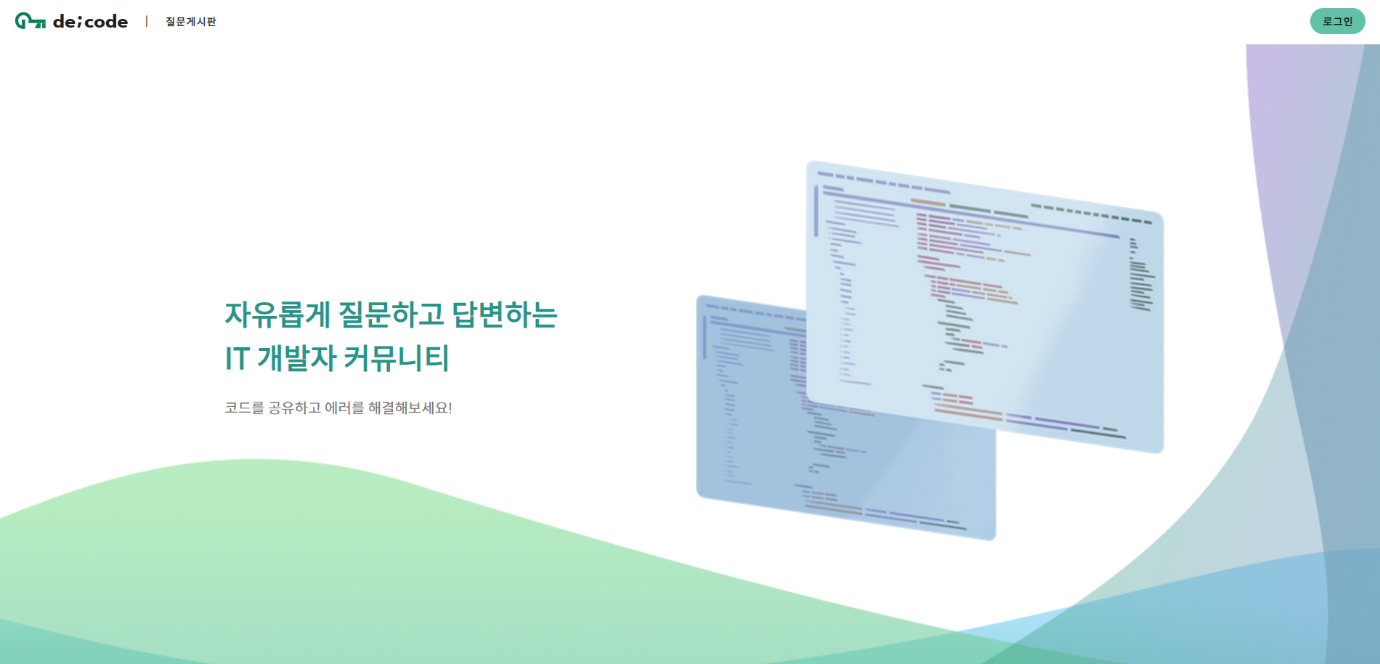 de;code | 질문게시판
로그인
자유롭게 질문하고 답변하는
IT 개발자 커뮤니티
코드를 공유하고 에러를 해결해보세요!